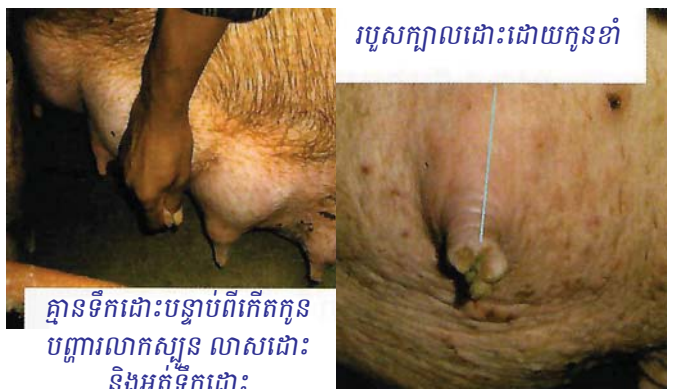 គ្មានទឹកដោះបន្ទាប់ពីកើតកូន
បញ្ហារលាកស្បូន លាសដោះ
និងអត់ទឹកដោះ
របួសក្បាលដោះដោយកូនខាំ